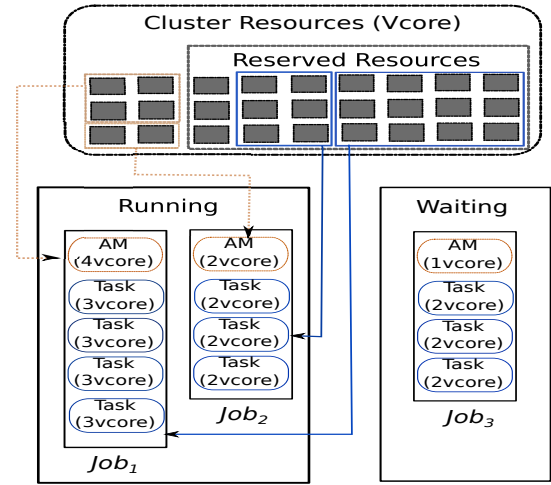 Cluster Resources (Vcore)
Reserved Resources
Running
AM
(4vcore)
Task
(3vcore)
Task
(3vcore)
Task
(3vcore)
Task
(3vcore)
Job1
AM
(2vcore)
Task
(2vcore)
Task
(2vcore)
Task
(2vcore)
Job2
Waiting
AM
(1vcore)
Task
(2vcore)
Task
(2vcore)
Task
(2vcore)
Job3